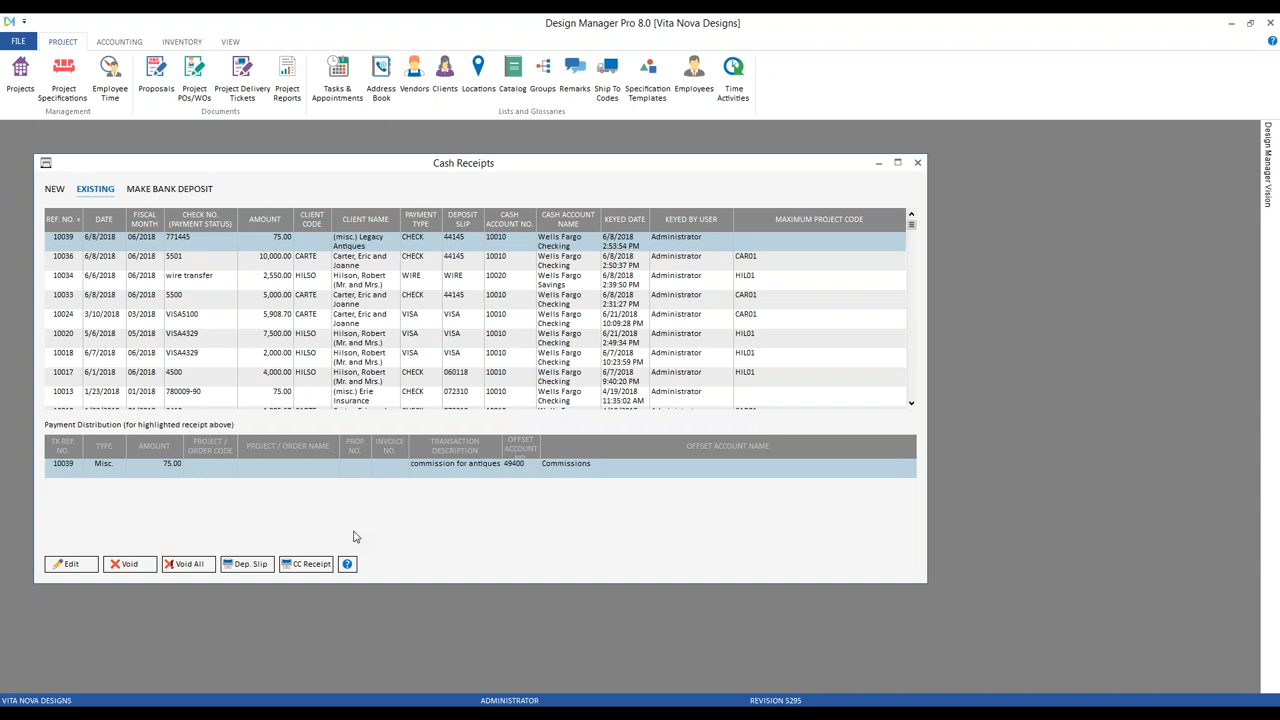 Design Manager Pro 8.0 [Vita Nova Designs]
FILE PROJECT ACCOUNTING INVENTORY VIEW
Projects Project Specifications Employee Time Proposals Project POs/WOs Project Delivery Tickets Project Reports Tasks & Appointments Address Book Vendors Clients Locations Catalog Groups Remarks Ship To Codes Specification Templates Employees Time Activities
Management Documents Lists and Glossaries
Design Manager Vision
Cash Receipts
NEW EXISTING MAKE BANK DEPOSIT
REF. NO. DATE FISCAL MONTH CHECK NO. (PAYMENT STATUS) AMOUNT CLIENT CODE CLIENT NAME PAYMENT TYPE DEPOSIT SLIP CASH ACCOUNT NO. CASH ACCOUNT NAME KEYED DATE KEYED BY USER MAXIMUM PROJECT CODE
10039 6/8/2018 06/2018 771445 75.00 (misc.) Legacy Antiques CHECK 44145 10010 Wells Fargo Checking 6/8/2018 2:53:54 PM Administrator
10036 6/8/2018 06/2018 5501 10,000.00 CARTE Carter, Eric and Joanne CHECK 44145 10010 Wells Fargo Checking 6/8/2018 2:50:37 PM Administrator CAR01
10034 6/6/2018 06/2018 wire transfer 2,550.00 HILSO Hilson, Robert (Mr. and Mrs.) WIRE WIRE 10020 Wells Fargo Savings 6/8/2018 2:39:50 PM Administrator HIL01
10033 6/8/2018 06/2018 5500 5,000.00 CARTE Carter, Eric and Joanne CHECK 44145 10010 Wells Fargo Checking 6/8/2018 2:31:27 PM Administrator CAR01
10024 3/10/2018 03/2018 VISA5100 5,908.70 CARTE Carter, Eric and Joanne VISA VISA 10010 Wells Fargo Checking 6/21/2018 10:09:28 PM Administrator CAR01
10020 5/6/2018 05/2018 VISA4329 7,500.00 HILSO Hilson, Robert (Mr. and Mrs.) VISA VISA 10010 Wells Fargo Checking 6/21/2018 2:49:34 PM Administrator HIL01
10018 6/7/2018 06/2018 VISA4329 2,000.00 HILSO Hilson, Robert (Mr. and Mrs.) VISA VISA 10010 Wells Fargo Checking 6/7/2018 10:23:59 PM Administrator HIL01
10017 6/1/2018 06/2018 4500 4,000.00 HILSO Hilson, Robert (Mr. and Mrs.) CHECK 060118 10010 Wells Fargo Checking 6/7/2018 9:40:20 PM Administrator HIL01
10013 1/23/2018 01/2018 780009-90 75.00 (misc.) Erie Insurance CHECK 072310 10010 Wells Fargo Checking 4/19/2018 11:35:02 AM Administrator
Payment Distribution (for highlighted receipt above)
TX REF. NO. TYPE AMOUNT PROJECT / ORDER CODE PROJECT / ORDER NAME PROP NO. INVOICE NO. TRANSACTION DESCRIPTION OFFSET ACCOUNT NO. OFFSET ACCOUNT NAME
10039 Misc. 75.00 commission for antiques 49400 Commissions
Edit Void Void All Dep. Slip CC Receipt
VITA NOVA DESIGNS ADMINISTRATOR REVISION 5295